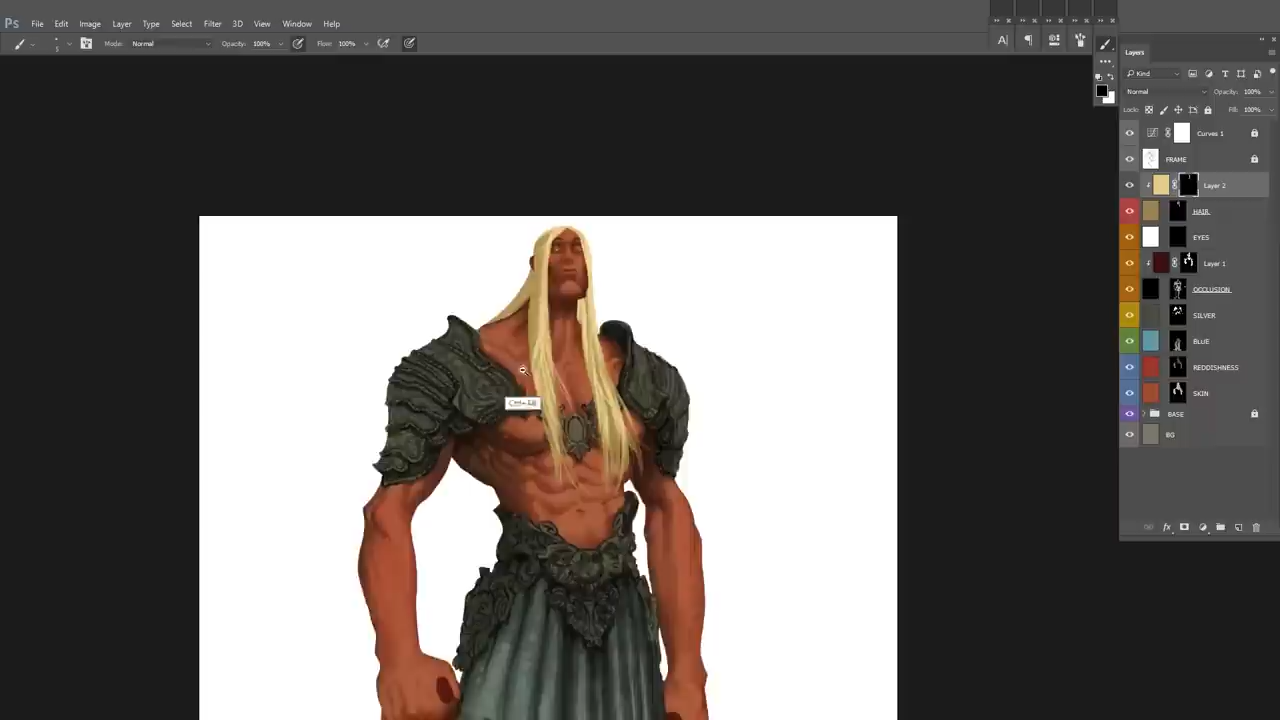 Ps File Edit Image Layer Type Select Filter 3D View Window Help
5 Mode: Normal Opacity: 100% Flow: 100%
Layers
Kind
Normal Opacity: 100%
Lock: Fill: 100%
Curves 1
FRAME
Layer 2
HAIR
EYES
Layer 1
OCCLUSION
SILVER
BLUE
REDDISHNESS
SKIN
BASE
BG